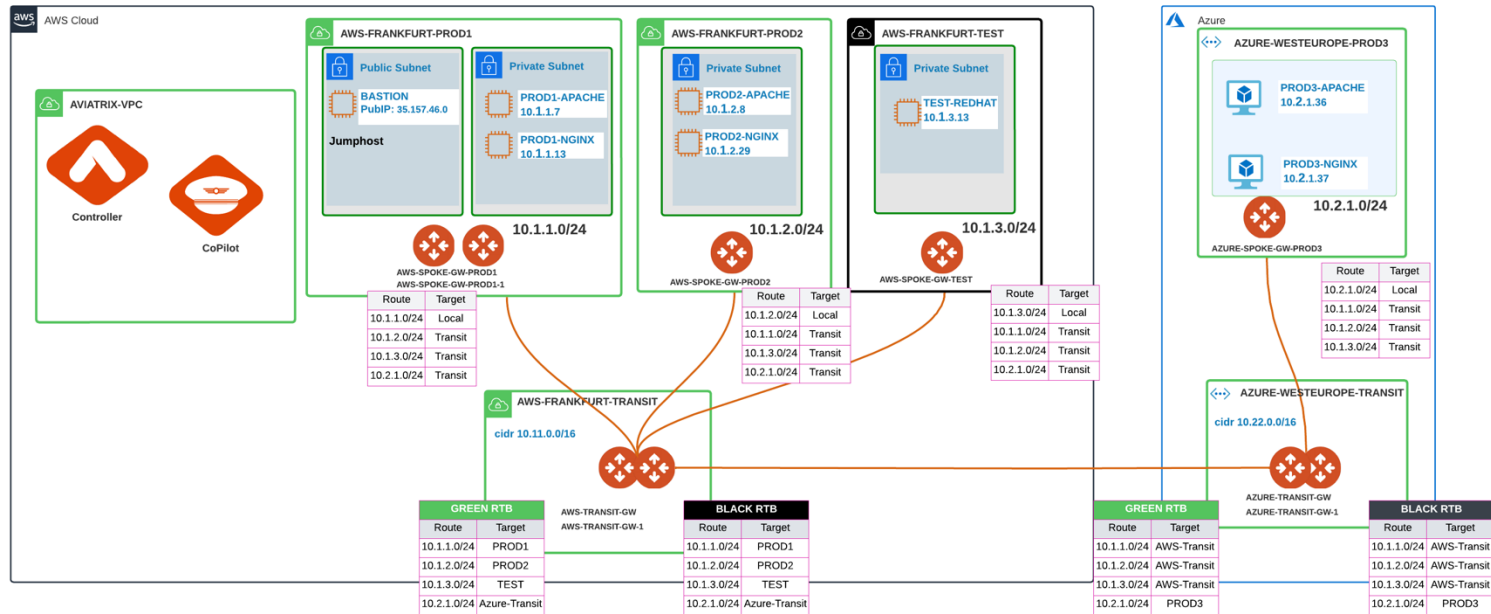 aws
AWS Cloud
AVIATRIX-VPC
Controller
CoPilot
AWS-FRANKFURT-PROD1
Public Subnet
BASTION
PubIP: 35.157.46.0
Jumphost
Private Subnet
PROD1-APACHE
10.1.1.7
PROD1-NGINX
10.1.1.13
10.1.1.0/24
AWS-SPOKE-GW-PROD1
AWS-SPOKE-GW-PROD1-1
Route Target
10.1.1.0/24 Local
10.1.2.0/24 Transit
10.1.3.0/24 Transit
10.2.1.0/24 Transit
AWS-FRANKFURT-PROD2
Private Subnet
PROD2-APACHE
10.1.2.8
PROD2-NGINX
10.1.2.29
10.1.2.0/24
AWS-SPOKE-GW-PROD2
Route Target
10.1.2.0/24 Local
10.1.1.0/24 Transit
10.1.3.0/24 Transit
10.2.1.0/24 Transit
AWS-FRANKFURT-TEST
Private Subnet
TEST-REDHAT
10.1.3.13
10.1.3.0/24
AWS-SPOKE-GW-TEST
Route Target
10.1.3.0/24 Local
10.1.1.0/24 Transit
10.1.2.0/24 Transit
10.2.1.0/24 Transit
AWS-FRANKFURT-TRANSIT
cidr 10.11.0.0/16
AWS-TRANSIT-GW
AWS-TRANSIT-GW-1
GREEN RTB
Route Target
10.1.1.0/24 PROD1
10.1.2.0/24 PROD2
10.1.3.0/24 TEST
10.2.1.0/24 Azure-Transit
BLACK RTB
Route Target
10.1.1.0/24 PROD1
10.1.2.0/24 PROD2
10.1.3.0/24 TEST
10.2.1.0/24 Azure-Transit
Azure
AZURE-WESTEUROPE-PROD3
PROD3-APACHE
10.2.1.36
PROD3-NGINX
10.2.1.37
10.2.1.0/24
AZURE-SPOKE-GW-PROD3
Route Target
10.2.1.0/24 Local
10.1.1.0/24 Transit
10.1.2.0/24 Transit
10.1.3.0/24 Transit
AZURE-WESTEUROPE-TRANSIT
cidr 10.22.0.0/16
AZURE-TRANSIT-GW
AZURE-TRANSIT-GW-1
GREEN RTB
Route Target
10.1.1.0/24 AWS-Transit
10.1.2.0/24 AWS-Transit
10.1.3.0/24 AWS-Transit
10.2.1.0/24 PROD3
BLACK RTB
Route Target
10.1.1.0/24 AWS-Transit
10.1.2.0/24 AWS-Transit
10.1.3.0/24 AWS-Transit
10.2.1.0/24 PROD3